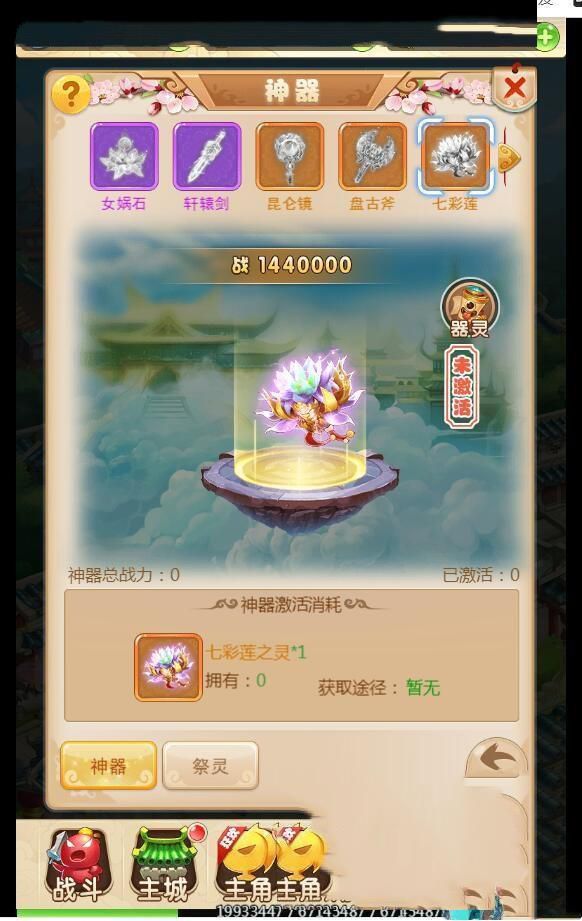 ?
神器
女娲石 轩辕剑 昆仑镜 盘古斧 七彩莲
战 1440000
器灵
未激活
神器总战力：0
已激活：0
神器激活消耗
七彩莲之灵*1
拥有：0
获取途径：暂无
神器 祭灵
战斗 主城 主角 主角